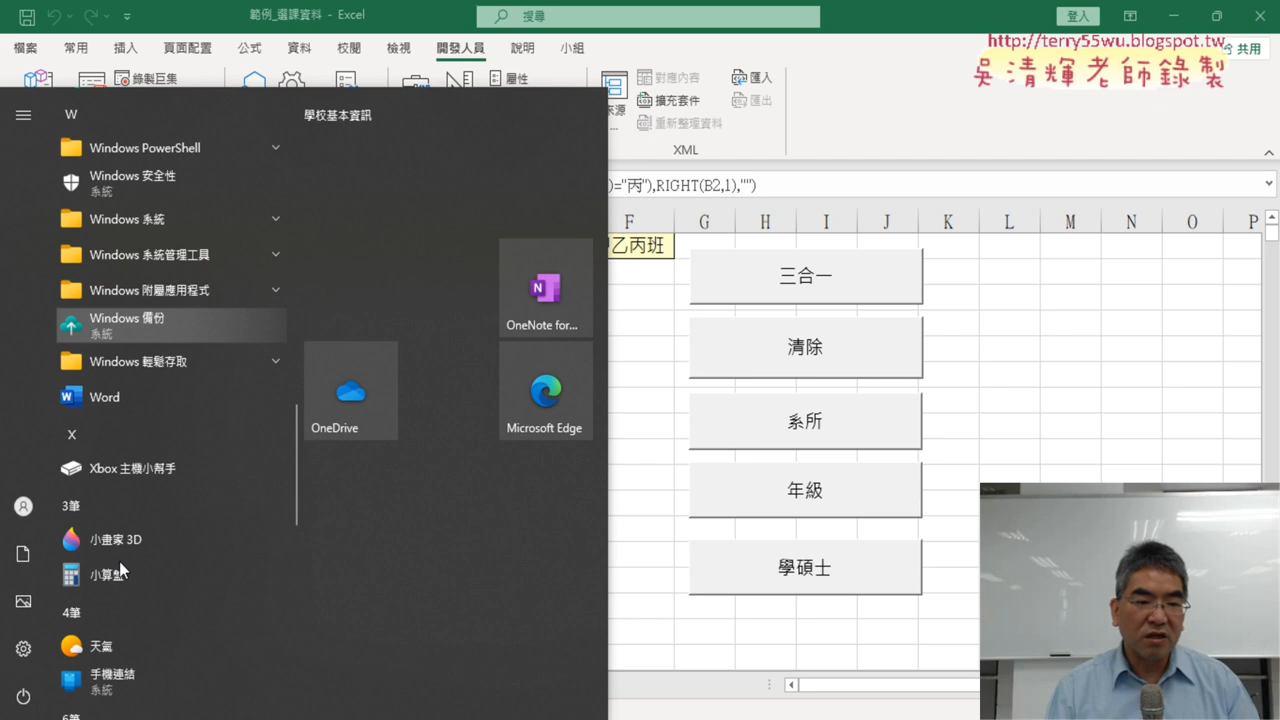 範例_選課資料 - Excel
搜尋
登入
檔案
常用
插入
頁面配置
公式
資料
校閱
檢視
開發人員
說明
小組
共用
http://terry55wu.blogspot.tw
吳清輝老師錄製
錄製巨集
屬性
來源
...
對應內容
擴充套件
重新整理資料
匯入
匯出
XML
)="丙"),RIGHT(B2,1),"")
F
G
H
I
J
K
L
M
N
O
P
乙丙班
三合一
清除
系所
年級
學碩士
W
學校基本資訊
Windows PowerShell
Windows 安全性
系統
Windows 系統
Windows 系統管理工具
Windows 附屬應用程式
Windows 備份
系統
Windows 輕鬆存取
Word
X
Xbox 主機小幫手
3筆
小畫家 3D
小算盤
4筆
天氣
手機連結
系統
OneNote for...
OneDrive
Microsoft Edge